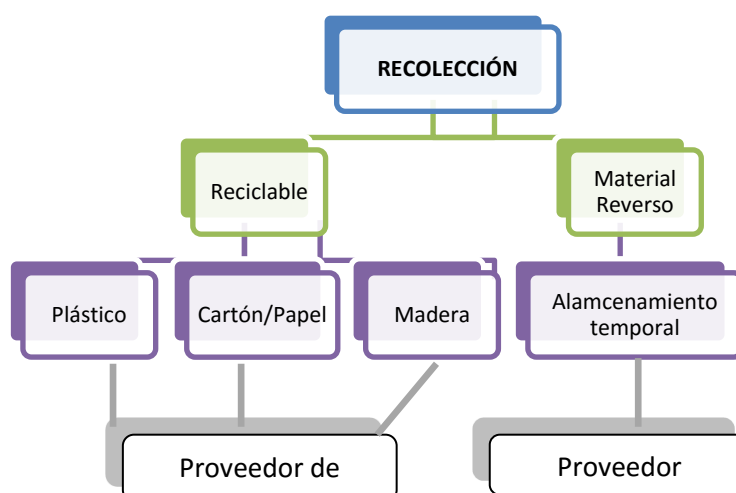 RECOLECCIÓN
Reciclable
Material
Reverso
Plástico
Cartón/Papel
Madera
Alamcenamiento
temporal
Proveedor de
Proveedor